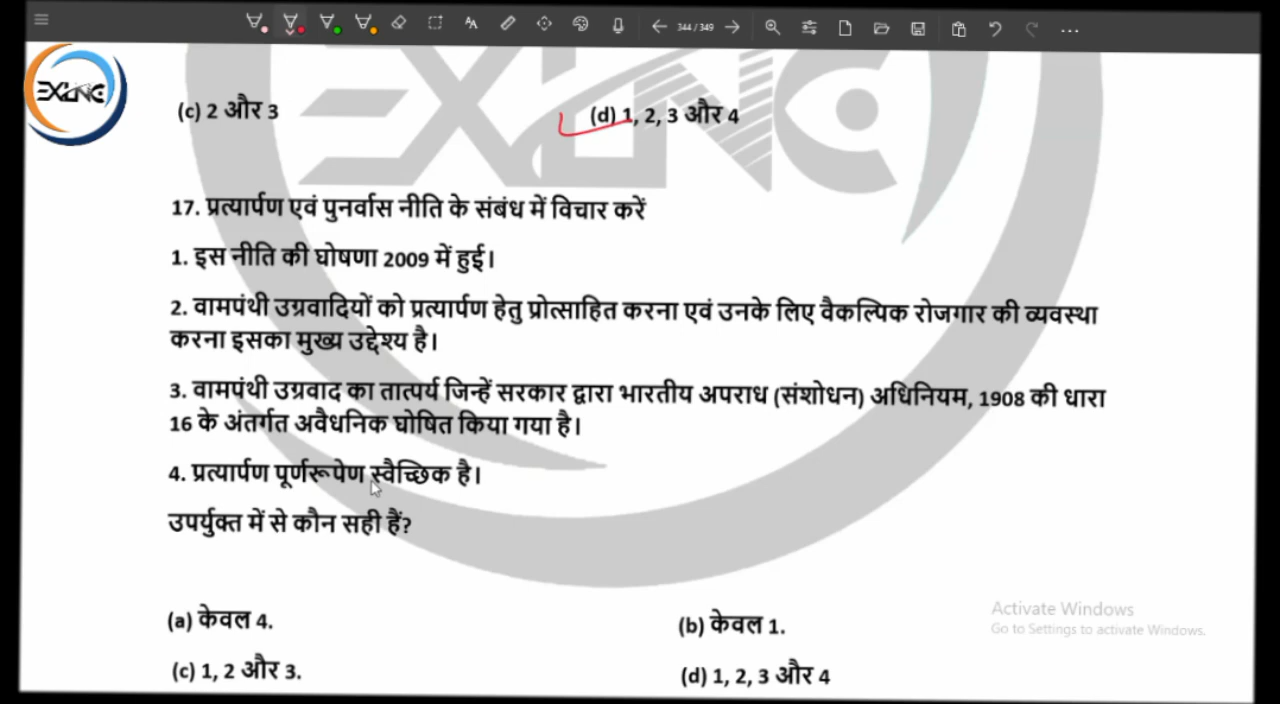 344 / 349
EXLNC
(c) 2 और 3
(d) 1, 2, 3 और 4
17. प्रत्यार्पण एवं पुनर्वास नीति के संबंध में विचार करें
1. इस नीति की घोषणा 2009 में हुई।
2. वामपंथी उग्रवादियों को प्रत्यार्पण हेतु प्रोत्साहित करना एवं उनके लिए वैकल्पिक रोजगार की व्यवस्था
करना इसका मुख्य उद्देश्य है।
3. वामपंथी उग्रवाद का तात्पर्य जिन्हें सरकार द्वारा भारतीय अपराध (संशोधन) अधिनियम, 1908 की धारा
16 के अंतर्गत अवैधनिक घोषित किया गया है।
4. प्रत्यार्पण पूर्णरूपेण स्वैच्छिक है।
उपर्युक्त में से कौन सही हैं?
(a) केवल 4.
(b) केवल 1.
(c) 1, 2 और 3.
(d) 1, 2, 3 और 4
Activate Windows
Go to Settings to activate Windows.